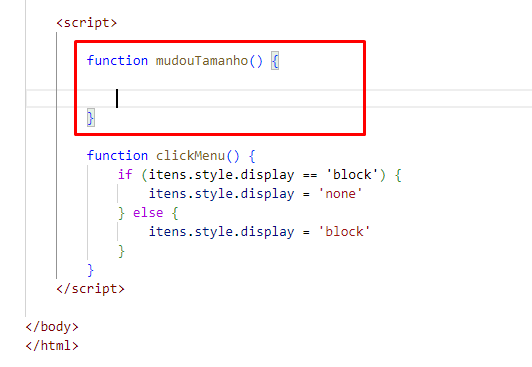 <script>
function mudouTamanho() {
}
function clickMenu() {
if (itens.style.display == 'block') {
itens.style.display = 'none'
} else {
itens.style.display = 'block'
}
}
</script>
</body>
</html>